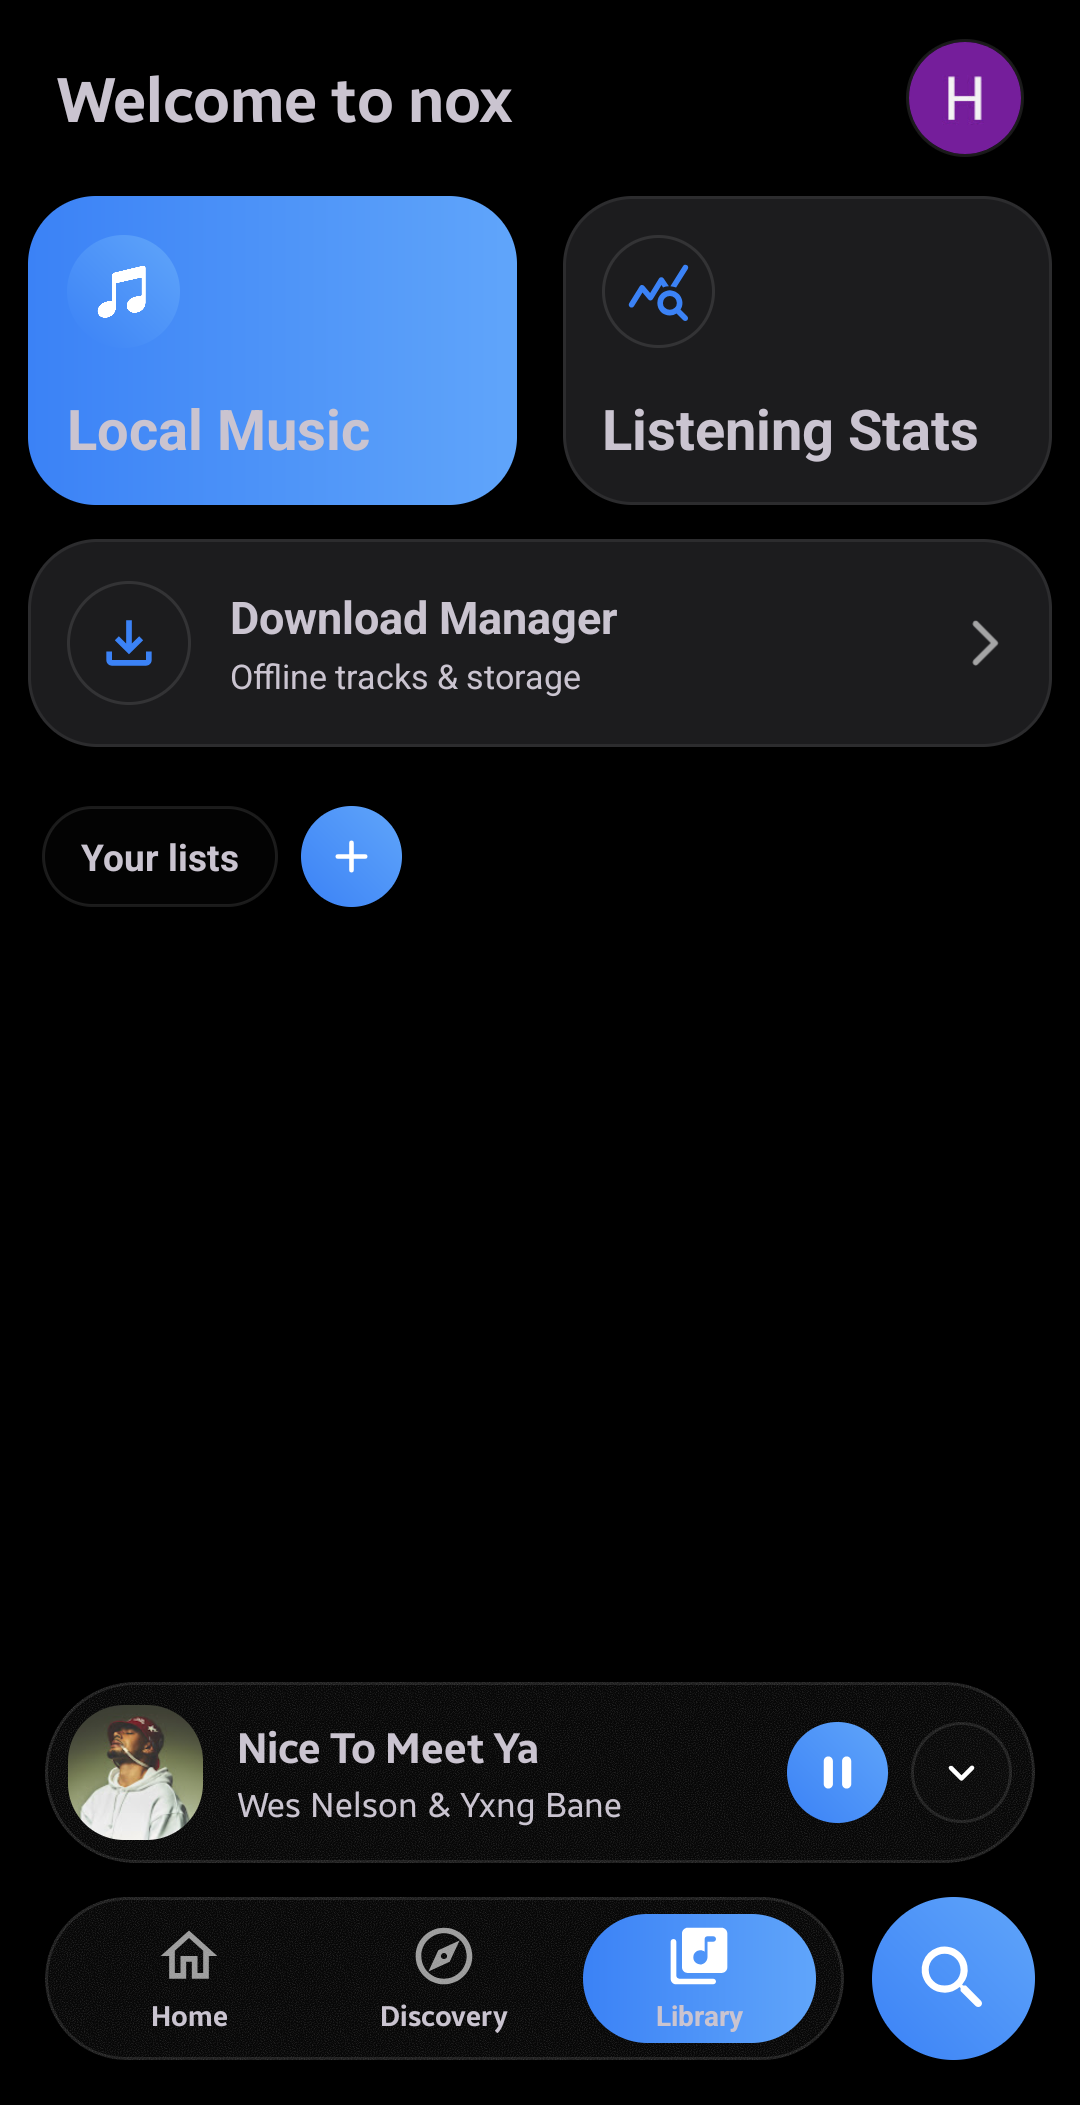 Welcome to nox
H
Local Music
Listening Stats
Download Manager
Offline tracks & storage
Your lists
Nice To Meet Ya
Wes Nelson & Yxng Bane
Home
Discovery
Library